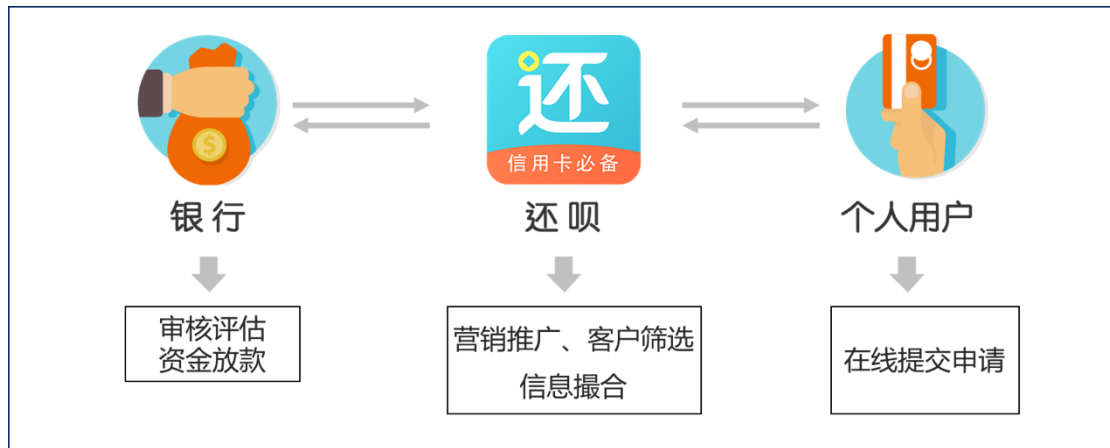 还
信用卡必备
银行
还呗
个人用户
审核评估
资金放款
营销推广、客户筛选
信息撮合
在线提交申请